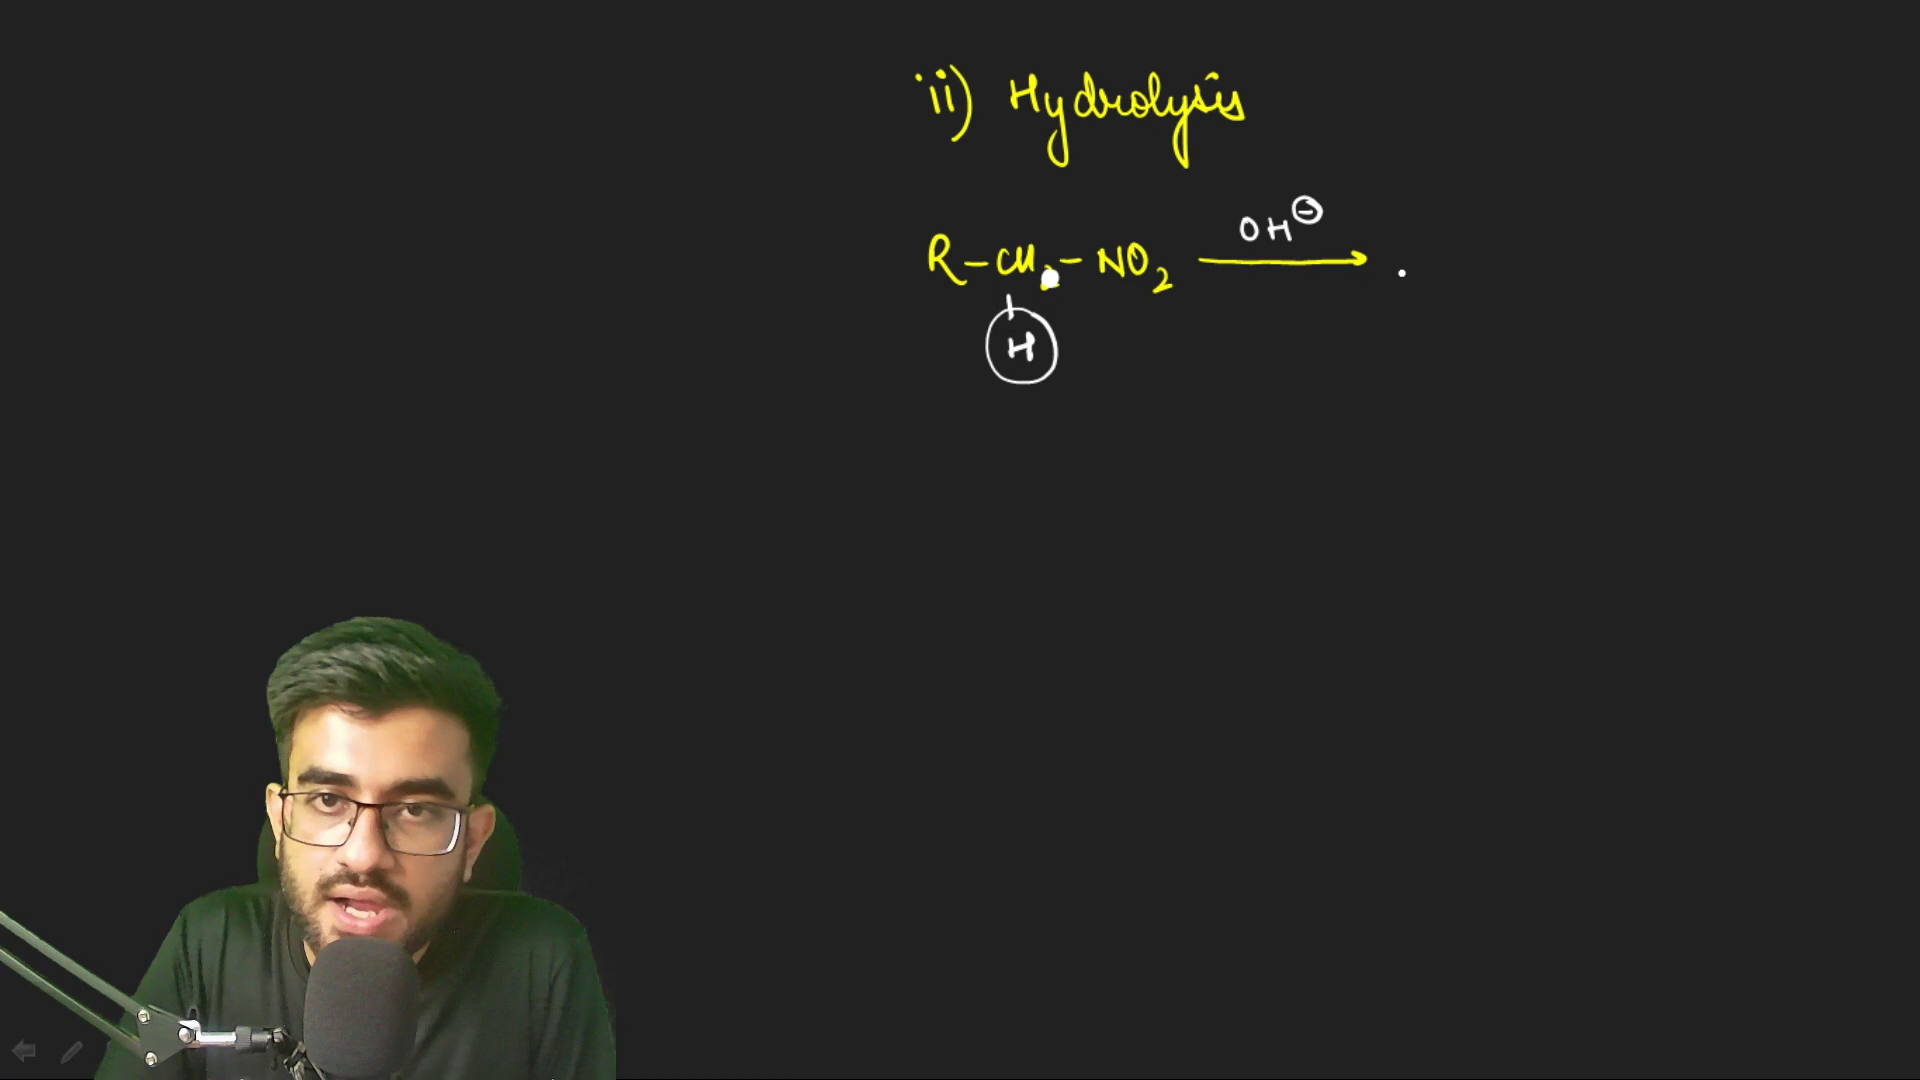 ii) Hydrolysis
OH⊖
R-CH2-NO2 →
H